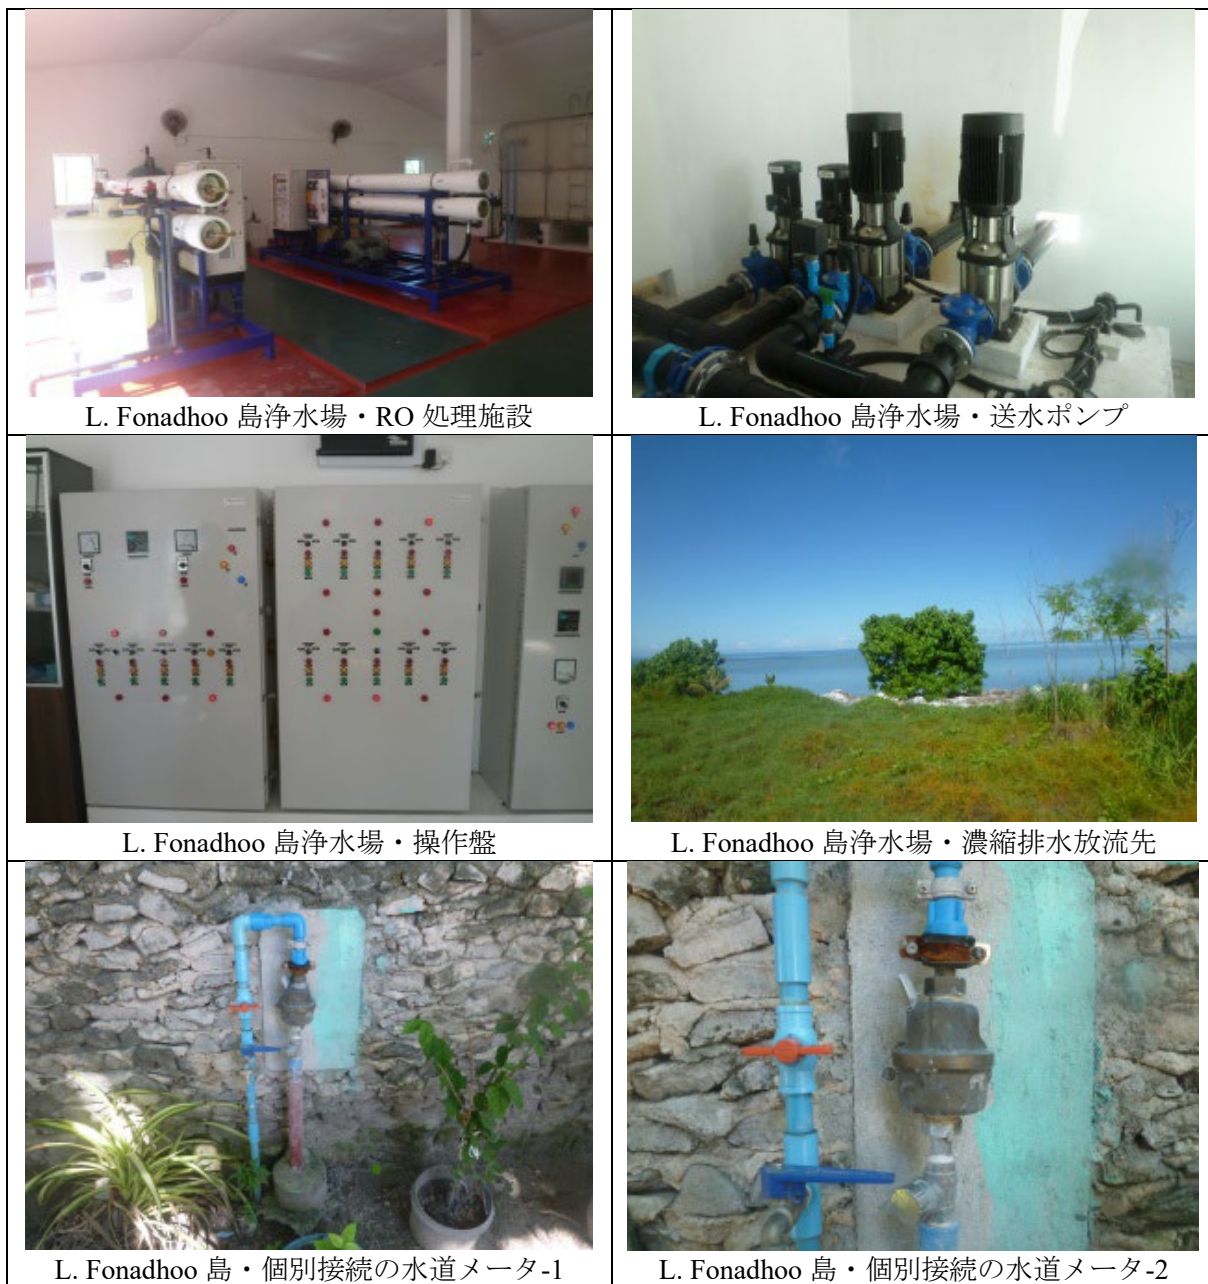 L. Fonadhoo 島浄水場・RO 処理施設
L. Fonadhoo 島浄水場・送水ポンプ
L. Fonadhoo 島浄水場・操作盤
L. Fonadhoo 島浄水場・濃縮排水放流先
L. Fonadhoo 島・個別接続の水道メータ-1
L. Fonadhoo 島・個別接続の水道メータ-2